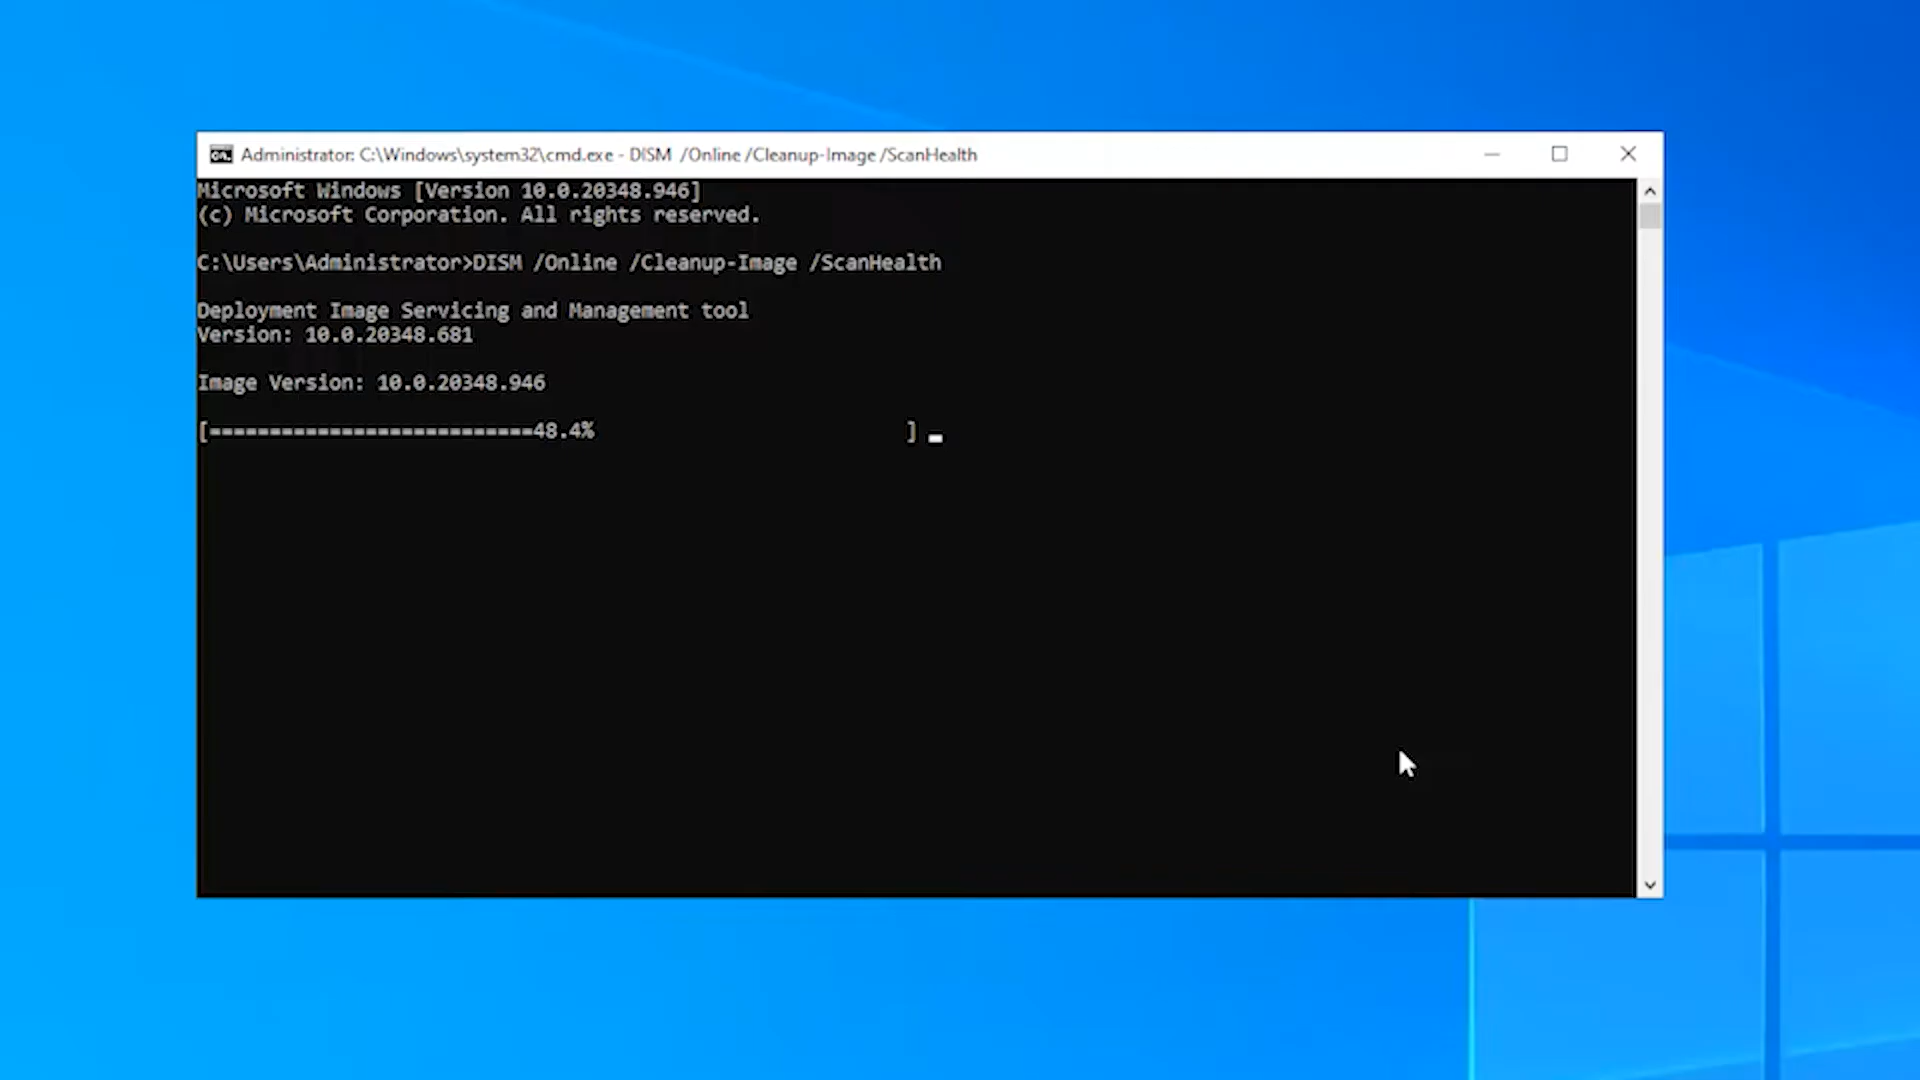 Administrator: C:\Windows\system32\cmd.exe - DISM  /Online /Cleanup-Image /ScanHealth
Microsoft Windows [Version 10.0.20348.946]
(c) Microsoft Corporation. All rights reserved.
C:\Users\Administrator>DISM /Online /Cleanup-Image /ScanHealth
Deployment Image Servicing and Management tool
Version: 10.0.20348.681
Image Version: 10.0.20348.946
[===========================48.4%                          ]